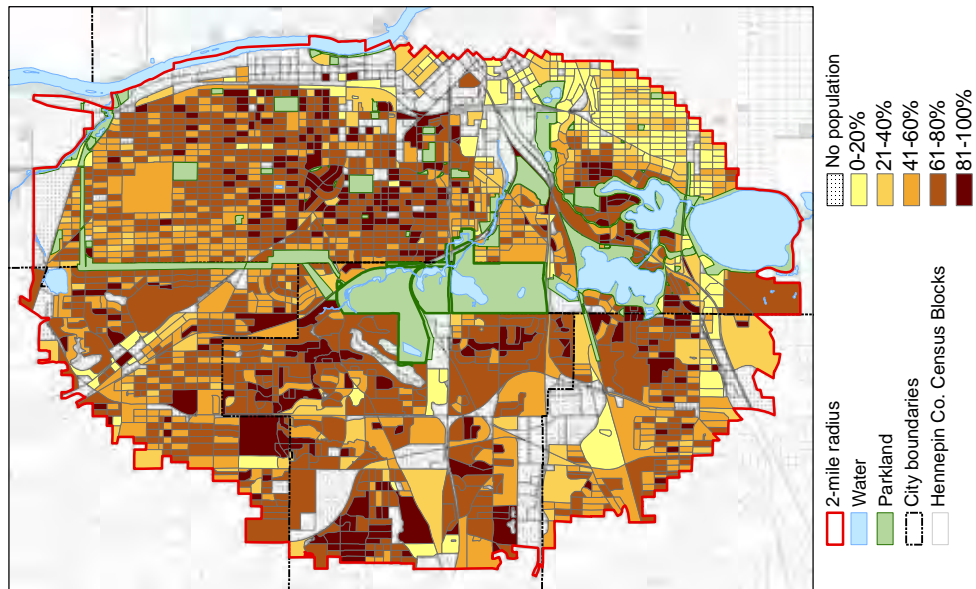 2-mile radius
Water
Parkland
City boundaries
Hennepin Co. Census Blocks
No population
0-20%
21-40%
41-60%
61-80%
81-100%